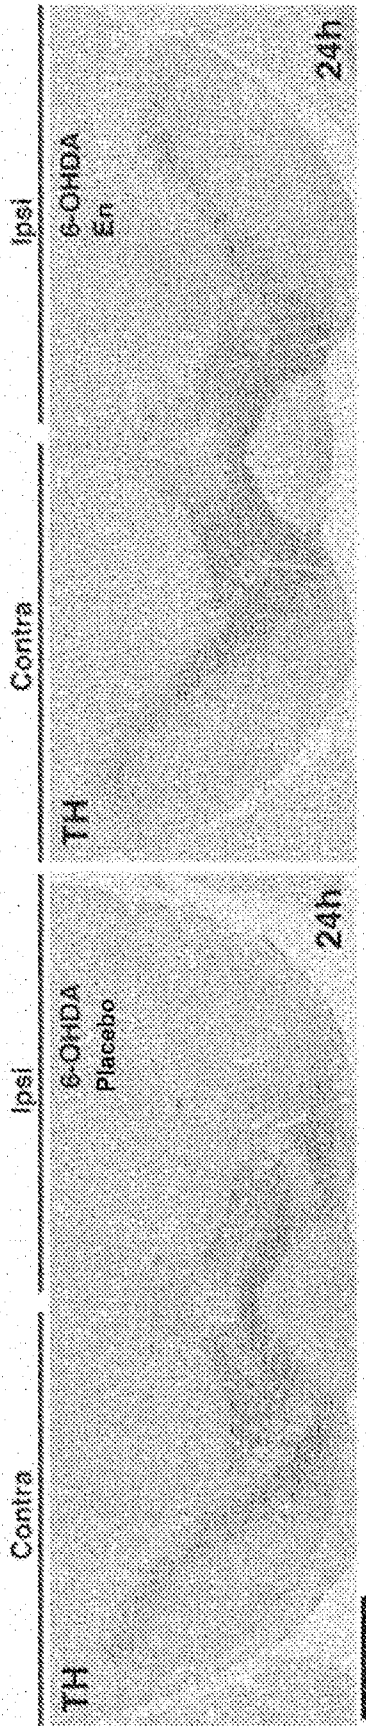 Contra
Ipsi
TH
6-OHDA
Placebo
24h
Contra
Ipsi
TH
6-OHDA
En
24h